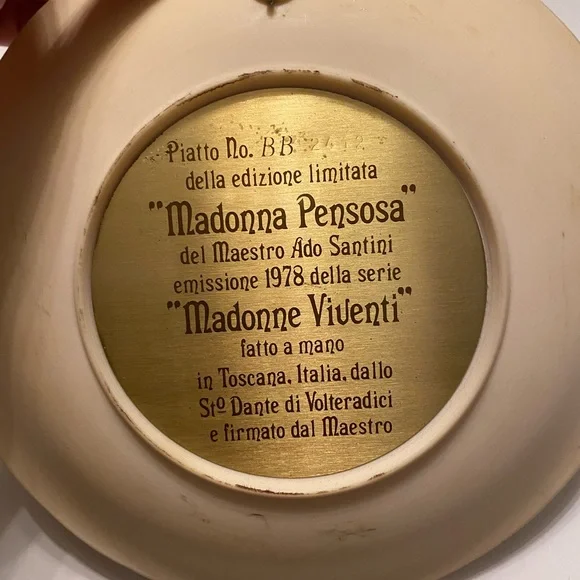 Piatto No. BB 2412
della edizione limitata
"Madonna Pensosa"
del Maestro Ado Santini
emissione 1978 della serie
"Madonne Viventi"
fatto a mano
in Toscana, Italia, dallo
Stº Dante di Volteradici
e firmato dal Maestro